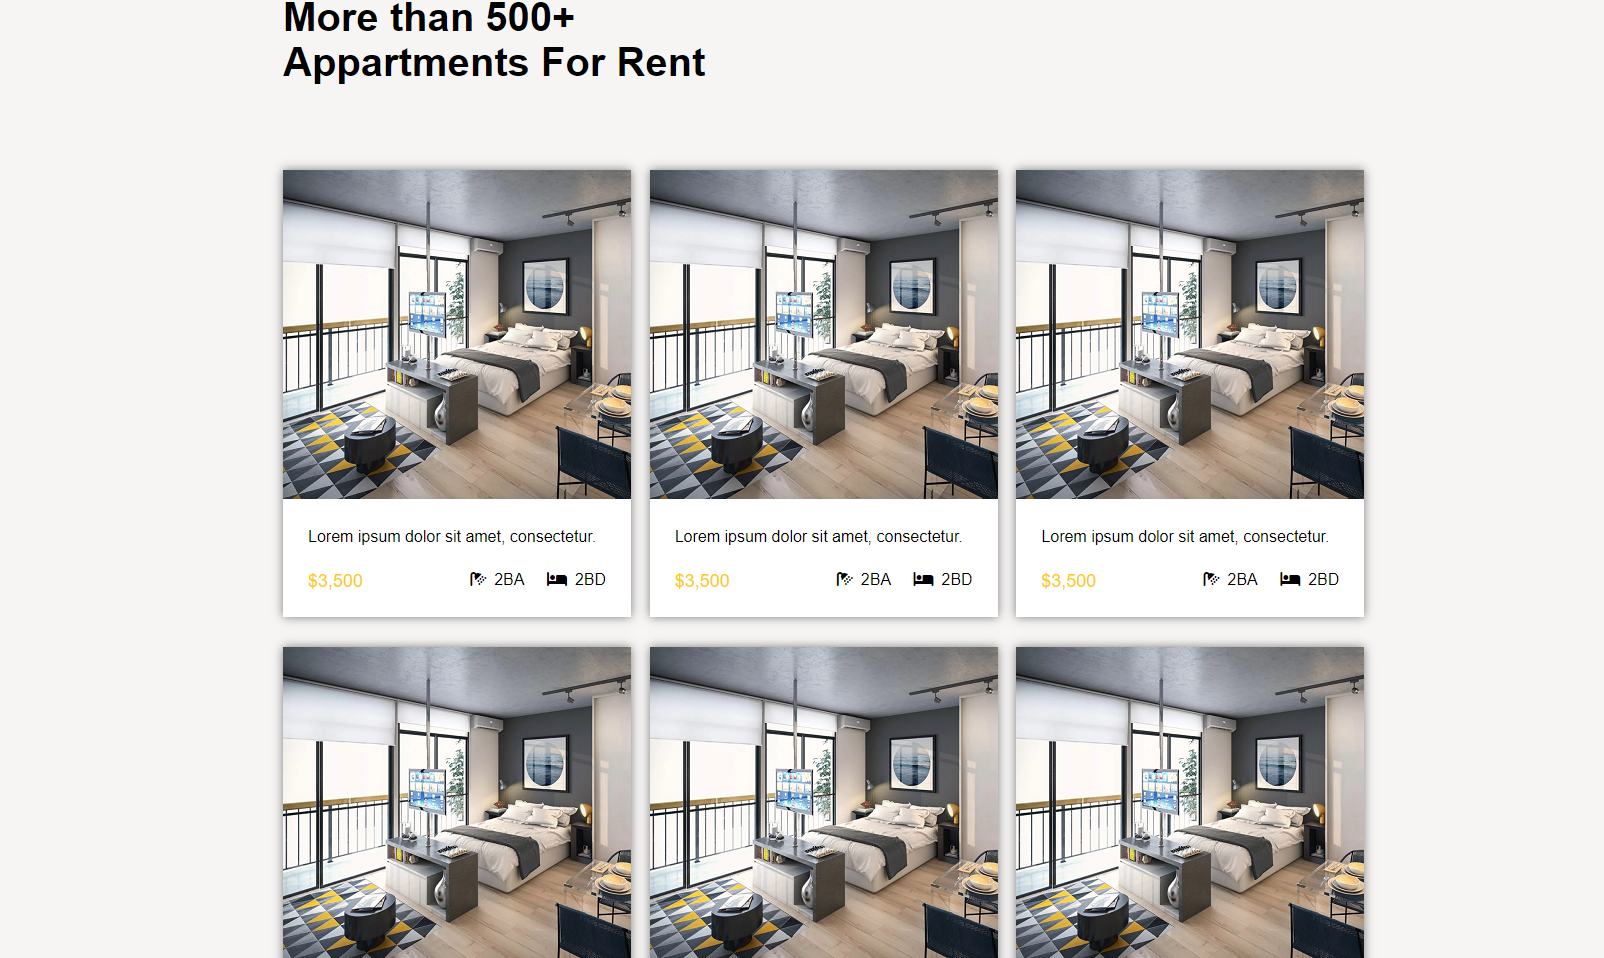 More than 500+
Appartments For Rent
Lorem ipsum dolor sit amet, consectetur.
$3,500 2BA 2BD
Lorem ipsum dolor sit amet, consectetur.
$3,500 2BA 2BD
Lorem ipsum dolor sit amet, consectetur.
$3,500 2BA 2BD